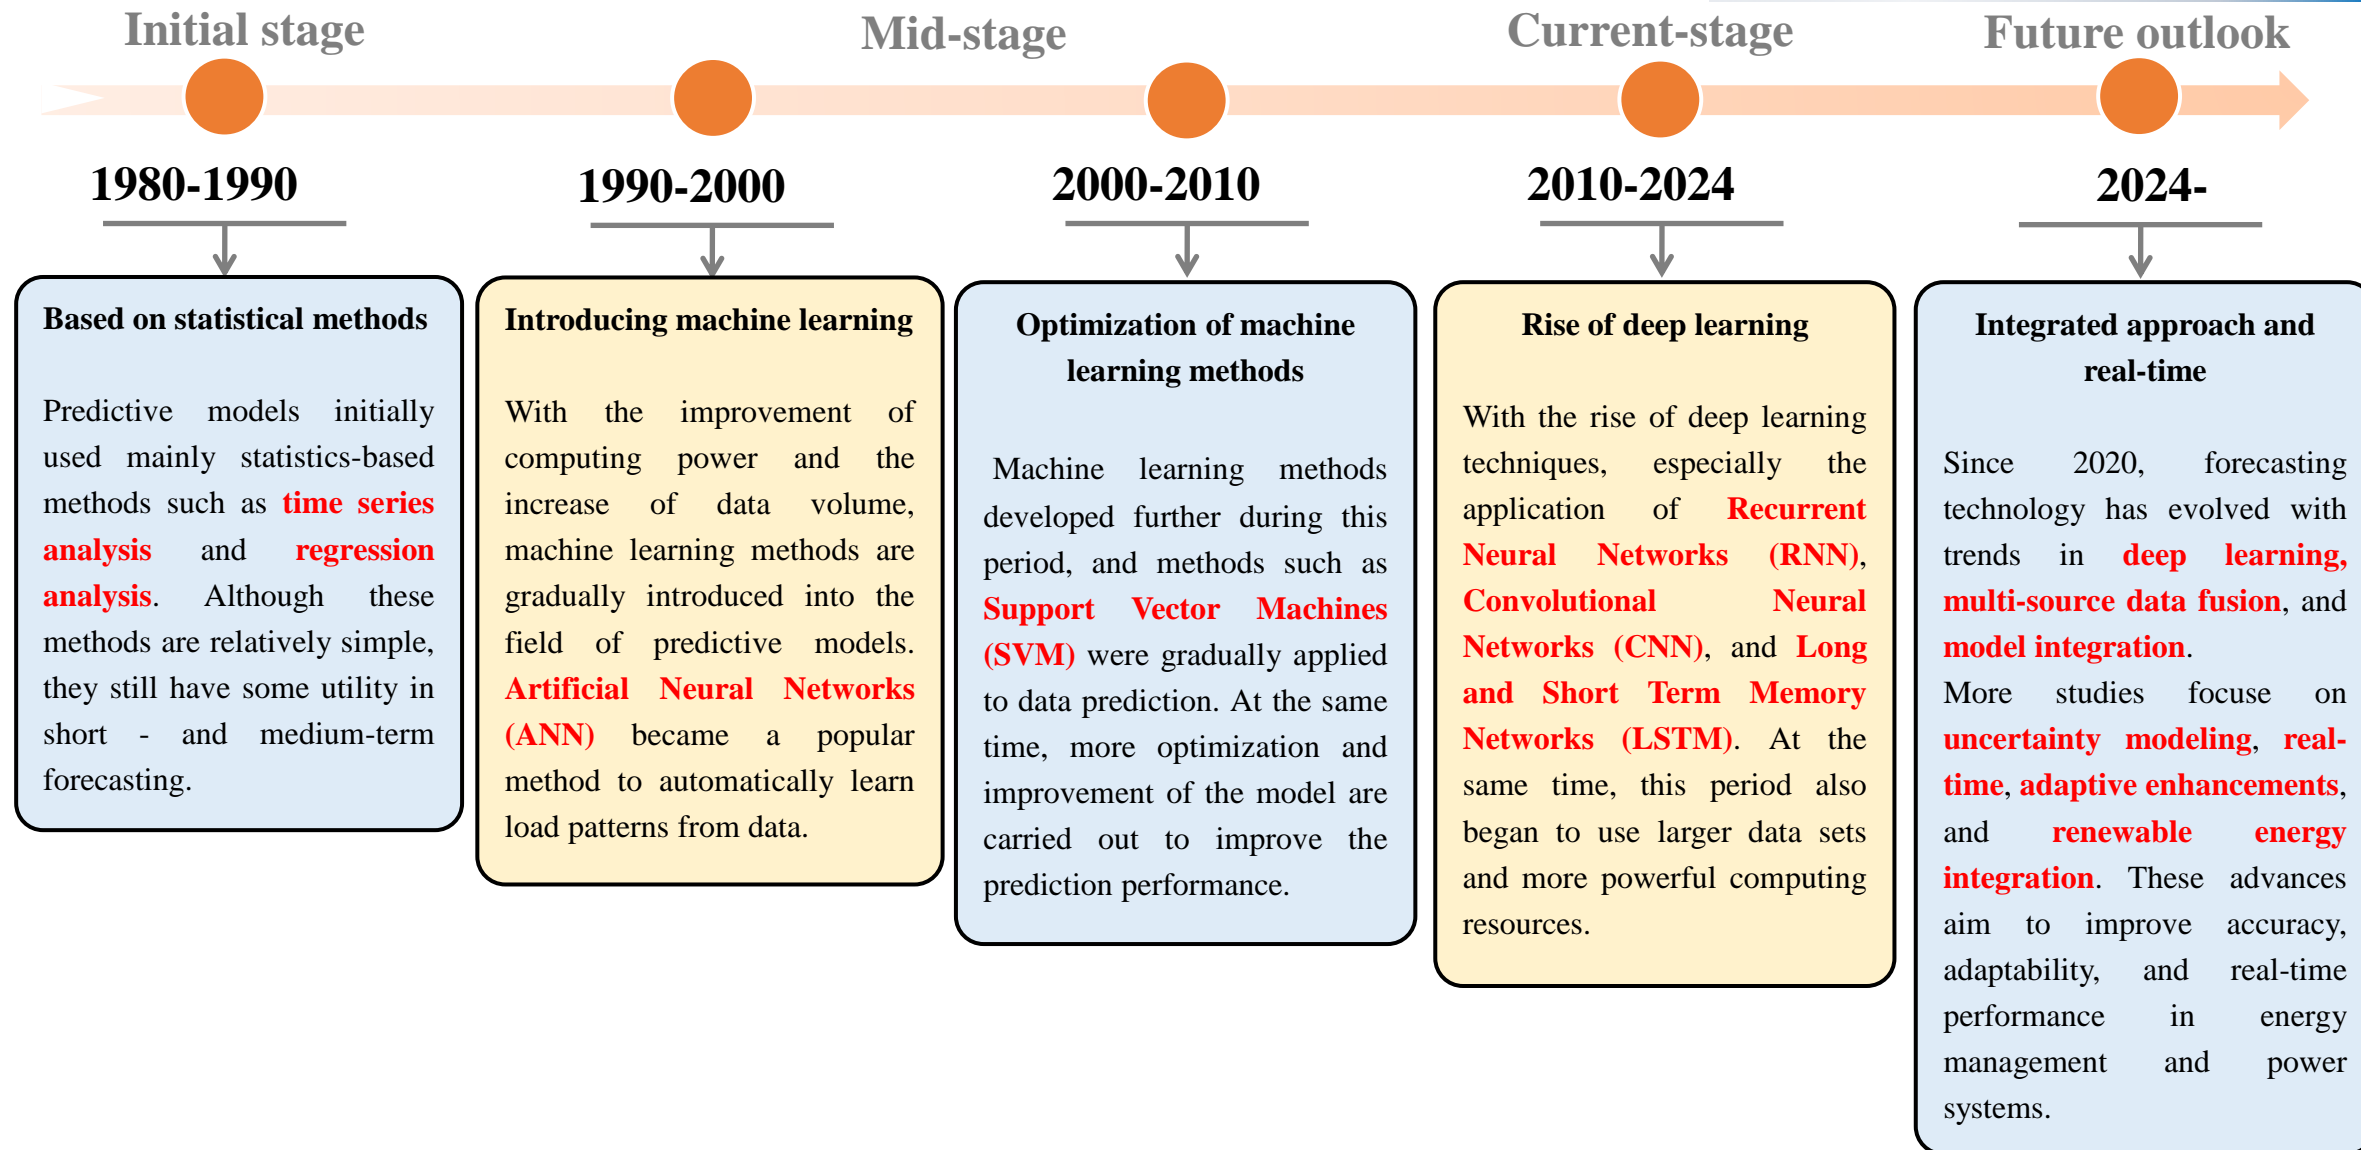 Initial stage
Mid-stage
Current-stage
Future outlook
1980-1990
1990-2000
2000-2010
2010-2024
2024-
Based on statistical methods
Predictive models initially
used mainly statistics-based
methods such as time series
analysis and regression
analysis. Although these
methods are relatively simple,
they still have some utility in
short - and medium-term
forecasting.
Introducing machine learning
With the improvement of
computing power and the
increase of data volume,
machine learning methods are
gradually introduced into the
field of predictive models.
Artificial Neural Networks
(ANN) became a popular
method to automatically learn
load patterns from data.
Optimization of machine
learning methods
Machine learning methods
developed further during this
period, and methods such as
Support Vector Machines
(SVM) were gradually applied
to data prediction. At the same
time, more optimization and
improvement of the model are
carried out to improve the
prediction performance.
Rise of deep learning
With the rise of deep learning
techniques, especially the
application of Recurrent
Neural Networks (RNN),
Convolutional Neural
Networks (CNN), and Long
and Short Term Memory
Networks (LSTM). At the
same time, this period also
began to use larger data sets
and more powerful computing
resources.
Integrated approach and
real-time
Since 2020, forecasting
technology has evolved with
trends in deep learning,
multi-source data fusion, and
model integration.
More studies focuse on
uncertainty modeling, real-
time, adaptive enhancements,
and renewable energy
integration. These advances
aim to improve accuracy,
adaptability, and real-time
performance in energy
management and power
systems.